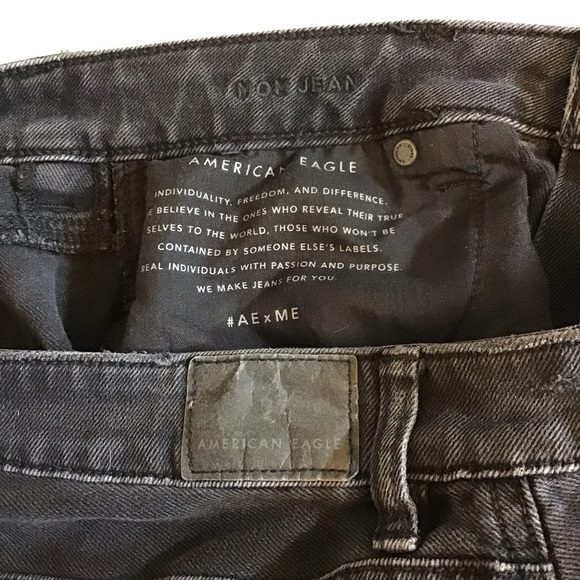 MOM JEAN
AMERICAN EAGLE
INDIVIDUALITY, FREEDOM, AND DIFFERENCE.
BELIEVE IN THE ONES WHO REVEAL THEIR TRUE
SELVES TO THE WORLD, THOSE WHO WON'T BE
CONTAINED BY SOMEONE ELSE'S LABELS.
REAL INDIVIDUALS WITH PASSION AND PURPOSE.
WE MAKE JEANS FOR YOU.
#AExME
AMERICAN EAGLE